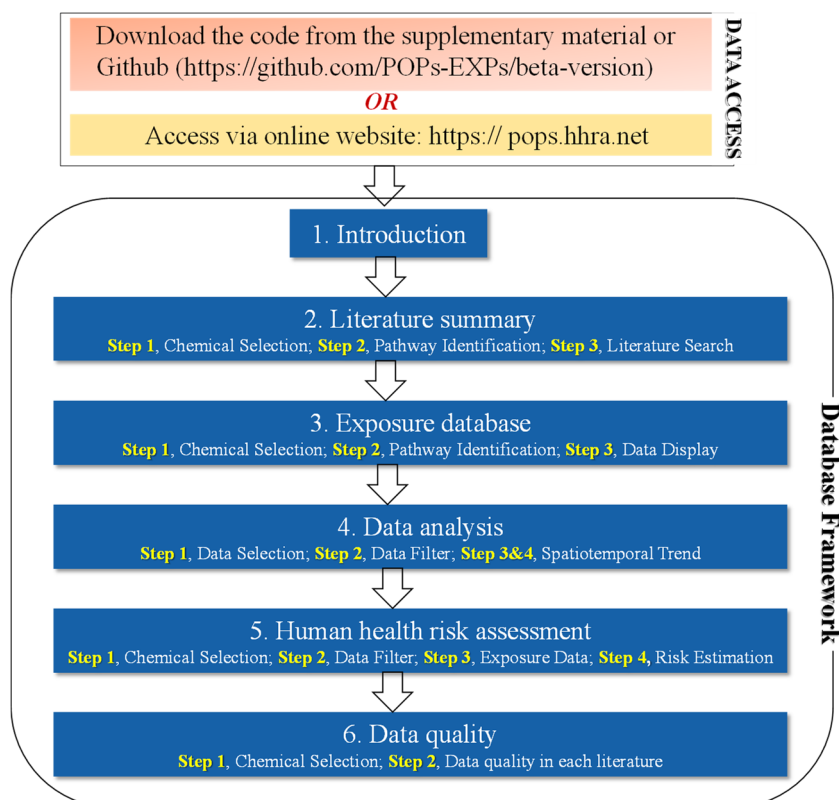 Download the code from the supplementary material or
Github (https://github.com/POPs-EXPs/beta-version)
OR
Access via online website: https:// pops.hhra.net
DATA ACCESS
1. Introduction
2. Literature summary
Step 1, Chemical Selection; Step 2, Pathway Identification; Step 3, Literature Search
3. Exposure database
Step 1, Chemical Selection; Step 2, Pathway Identification; Step 3, Data Display
4. Data analysis
Step 1, Data Selection; Step 2, Data Filter; Step 3&4, Spatiotemporal Trend
5. Human health risk assessment
Step 1, Chemical Selection; Step 2, Data Filter; Step 3, Exposure Data; Step 4, Risk Estimation
6. Data quality
Step 1, Chemical Selection; Step 2, Data quality in each literature
Database Framework